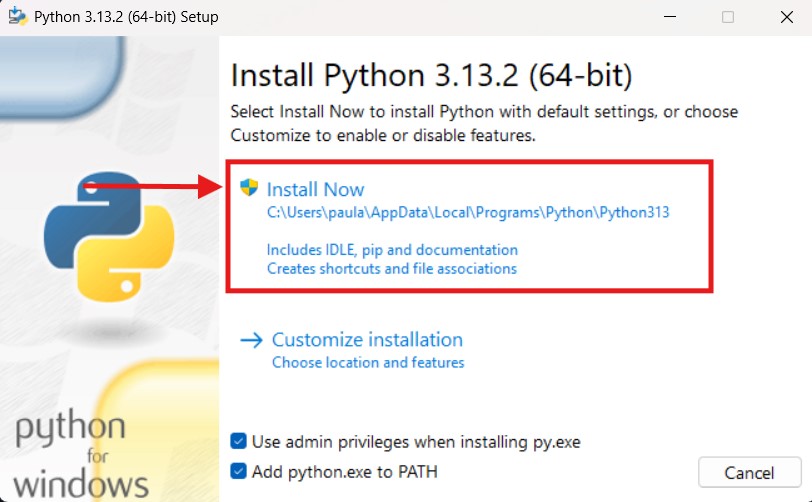 Python 3.13.2 (64-bit) Setup
Install Python 3.13.2 (64-bit)
Select Install Now to install Python with default settings, or choose
Customize to enable or disable features.
Install Now
C:\Users\paula\AppData\Local\Programs\Python\Python313
Includes IDLE, pip and documentation
Creates shortcuts and file associations
Customize installation
Choose location and features
Use admin privileges when installing py.exe
Add python.exe to PATH
Cancel
python
for
windows